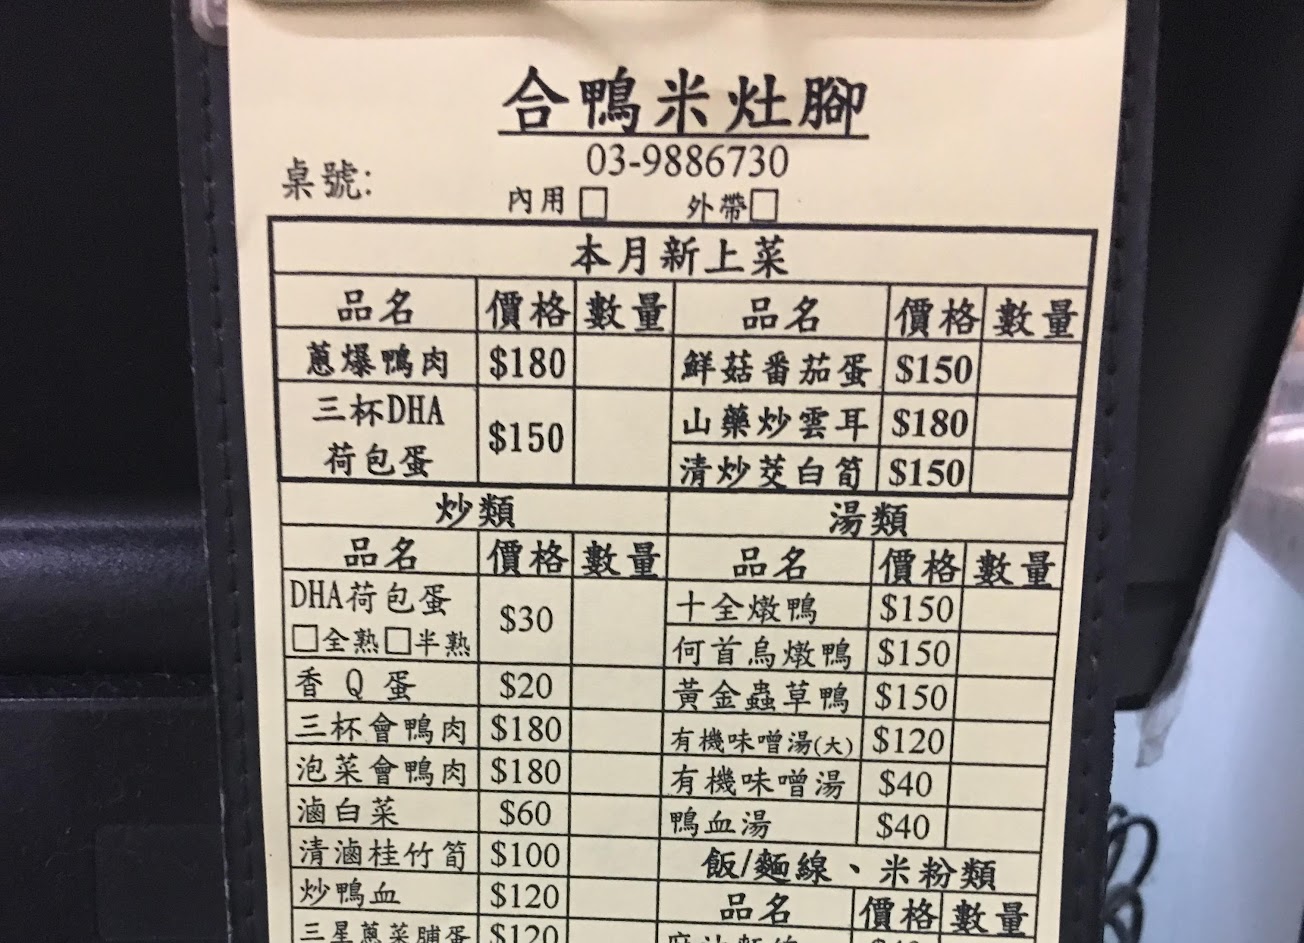 合鴨米灶腳
03-9886730
桌號:
內用□ 外帶□
本月新上菜
品名 價格 數量 品名 價格 數量
蔥爆鴨肉 $180 鮮菇番茄蛋 $150
三杯DHA
荷包蛋 $150
山藥炒雲耳 $180
清炒茭白筍 $150
炒類 湯類
品名 價格 數量 品名 價格 數量
DHA荷包蛋 $30
□全熟□半熟
十全燉鴨 $150
何首烏燉鴨 $150
香Q蛋 $20 黃金蟲草鴨 $150
三杯會鴨肉 $180 有機味噌湯(大) $120
泡菜會鴨肉 $180 有機味噌湯 $40
滷白菜 $60 鴨血湯 $40
清滷桂竹筍 $100 飯/麵線、米粉類
炒鴨血 $120 品名 價格 數量
三星蔥菜脯蛋 $120